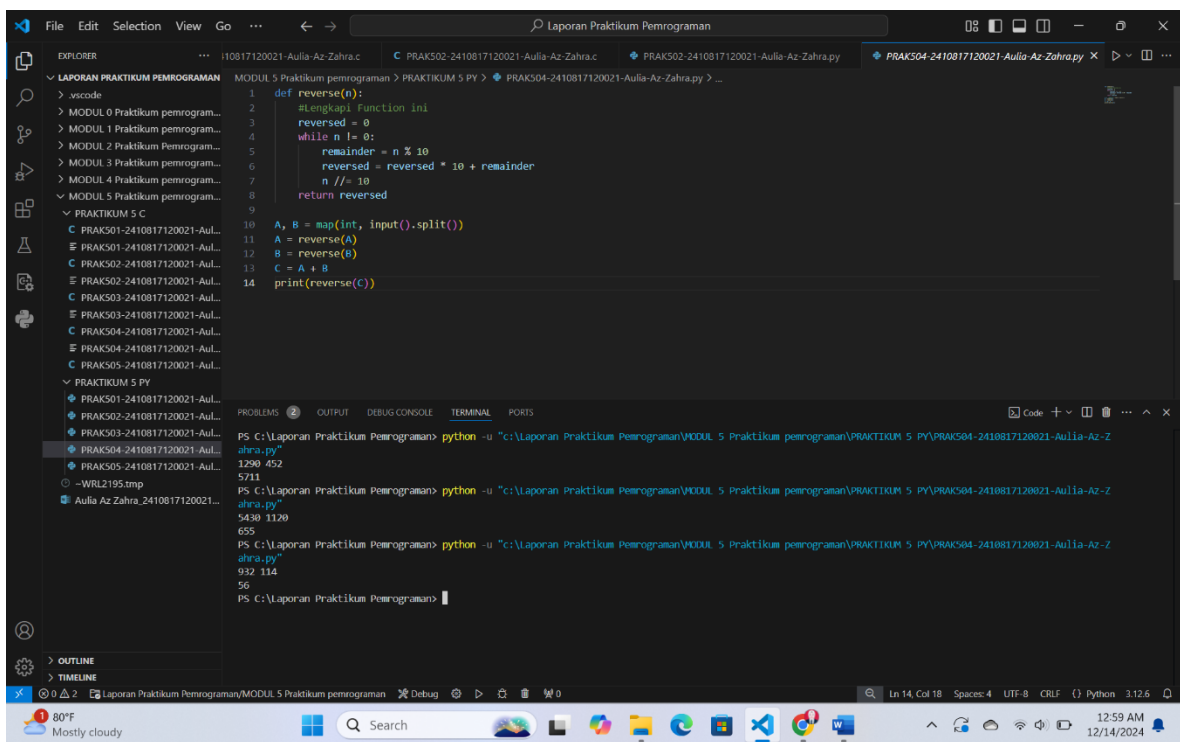 File Edit Selection View Go ··· ← → Laporan Praktikum Pemrograman
EXPLORER ···
LAPORAN PRAKTIKUM PEMROGRAMAN
> .vscode
> MODUL 0 Praktikum pemrogram...
> MODUL 1 Praktikum pemrogram...
> MODUL 2 Praktikum Pemrogram...
> MODUL 3 Praktikum pemrogram...
> MODUL 4 Praktikum pemrogram...
MODUL 5 Praktikum pemrogram...
PRAKTIKUM 5 C
C PRAK501-2410817120021-Aul...
PRAK501-2410817120021-Aul...
C PRAK502-2410817120021-Aul...
PRAK502-2410817120021-Aul...
C PRAK503-2410817120021-Aul...
PRAK503-2410817120021-Aul...
C PRAK504-2410817120021-Aul...
PRAK504-2410817120021-Aul...
C PRAK505-2410817120021-Aul...
PRAKTIKUM 5 PY
PRAK501-2410817120021-Aul...
PRAK502-2410817120021-Aul...
PRAK503-2410817120021-Aul...
PRAK504-2410817120021-Aul...
PRAK505-2410817120021-Aul...
~WRL2195.tmp
Aulia Az Zahra_2410817120021...
> OUTLINE
> TIMELINE
!10817120021-Aulia-Az-Zahra.c C PRAK502-2410817120021-Aulia-Az-Zahra.c PRAK502-2410817120021-Aulia-Az-Zahra.py PRAK504-2410817120021-Aulia-Az-Zahra.py
MODUL 5 Praktikum pemrograman > PRAKTIKUM 5 PY > PRAK504-2410817120021-Aulia-Az-Zahra.py > ...
1 def reverse(n):
2 #Lengkapi Function ini
3 reversed = 0
4 while n != 0:
5 remainder = n % 10
6 reversed = reversed * 10 + remainder
7 n //= 10
8 return reversed
9
10 A, B = map(int, input().split())
11 A = reverse(A)
12 B = reverse(B)
13 C = A + B
14 print(reverse(C))
PROBLEMS 2 OUTPUT DEBUG CONSOLE TERMINAL PORTS Code
PS C:\Laporan Praktikum Pemrograman> python -u "c:\Laporan Praktikum Pemrograman\MODUL 5 Praktikum pemrograman\PRAKTIKUM 5 PY\PRAK504-2410817120021-Aulia-Az-Z
ahra.py"
1290 452
5711
PS C:\Laporan Praktikum Pemrograman> python -u "c:\Laporan Praktikum Pemrograman\MODUL 5 Praktikum pemrograman\PRAKTIKUM 5 PY\PRAK504-2410817120021-Aulia-Az-Z
ahra.py"
5430 1120
655
PS C:\Laporan Praktikum Pemrograman> python -u "c:\Laporan Praktikum Pemrograman\MODUL 5 Praktikum pemrograman\PRAKTIKUM 5 PY\PRAK504-2410817120021-Aulia-Az-Z
ahra.py"
932 114
56
PS C:\Laporan Praktikum Pemrograman>
0 2 Laporan Praktikum Pemrograman/MODUL 5 Praktikum pemrograman Debug 0 Ln 14, Col 18 Spaces: 4 UTF-8 CRLF {} Python 3.12.6
1 80°F
Mostly cloudy
Search
12:59 AM
12/14/2024